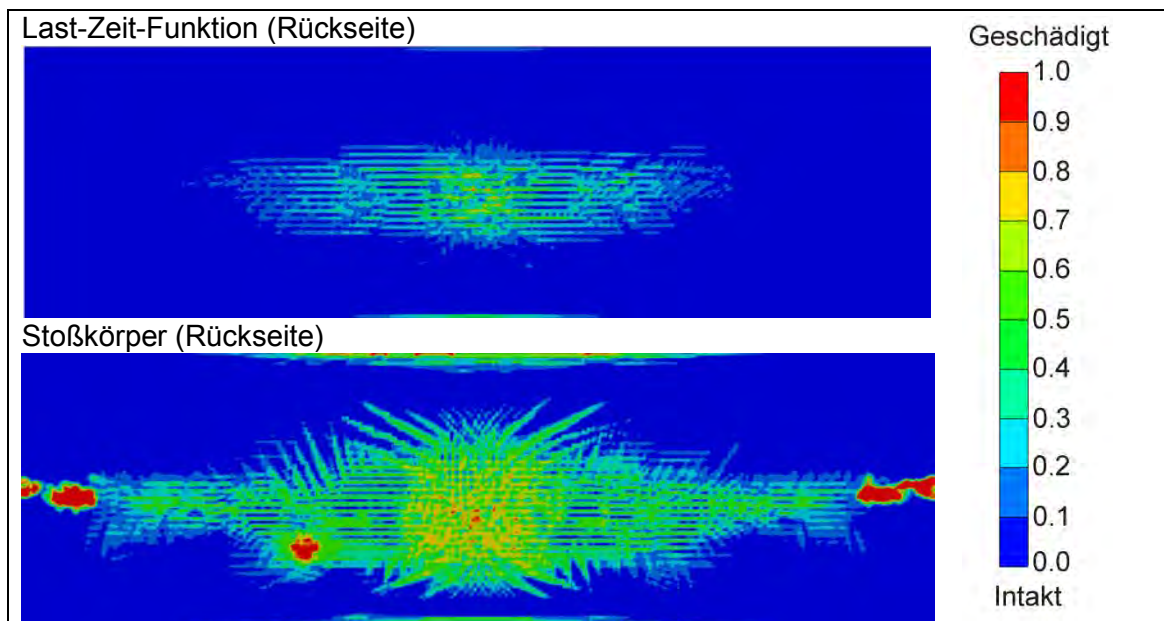 Last-Zeit-Funktion (Rückseite)
Stoßkörper (Rückseite)
Geschädigt
1.0
0.9
0.8
0.7
0.6
0.5
0.4
0.3
0.2
0.1
0.0
Intakt